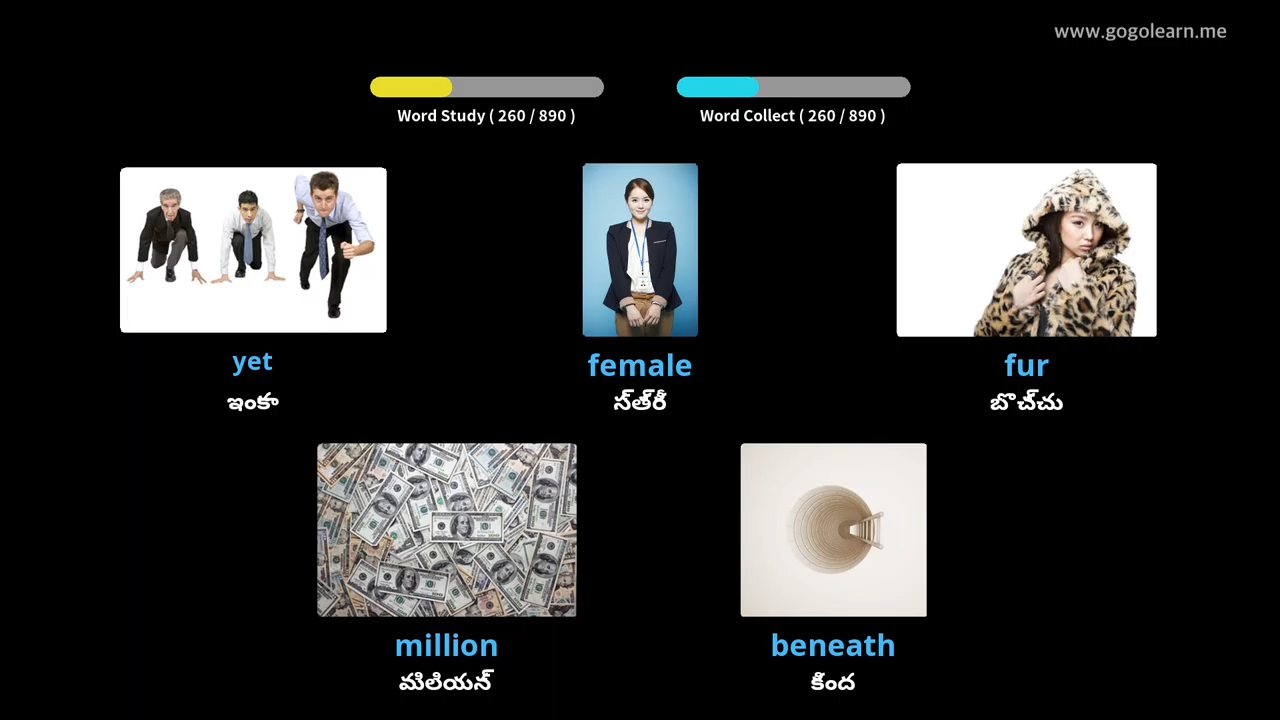 www.gogolearn.me
Word Study ( 260 / 890 )
Word Collect ( 260 / 890 )
yet
ఇంకా
female
స్త్రీ
fur
బొచ్చు
million
మిలియన్
beneath
కింద